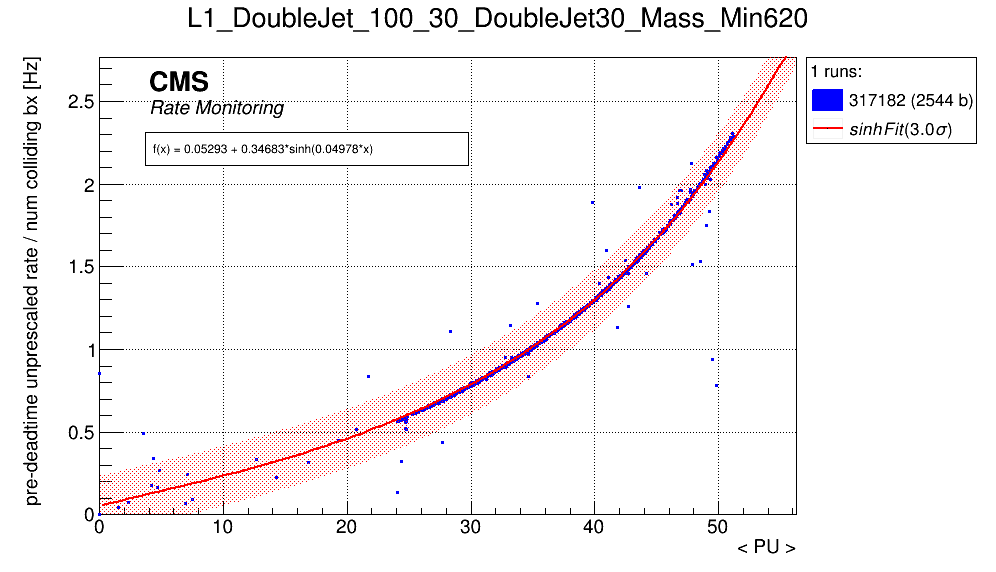 L1_DoubleJet_100_30_DoubleJet30_Mass_Min620
pre-deadtime unprescaled rate / num colliding bx [Hz]
CMS
Rate Monitoring
f(x) = 0.05293 + 0.34683*sinh(0.04978*x)
1 runs:
317182 (2544 b)
sinhFit(3.0σ)
2.5
2
1.5
1
0.5
0
0 10 20 30 40 50
< PU >